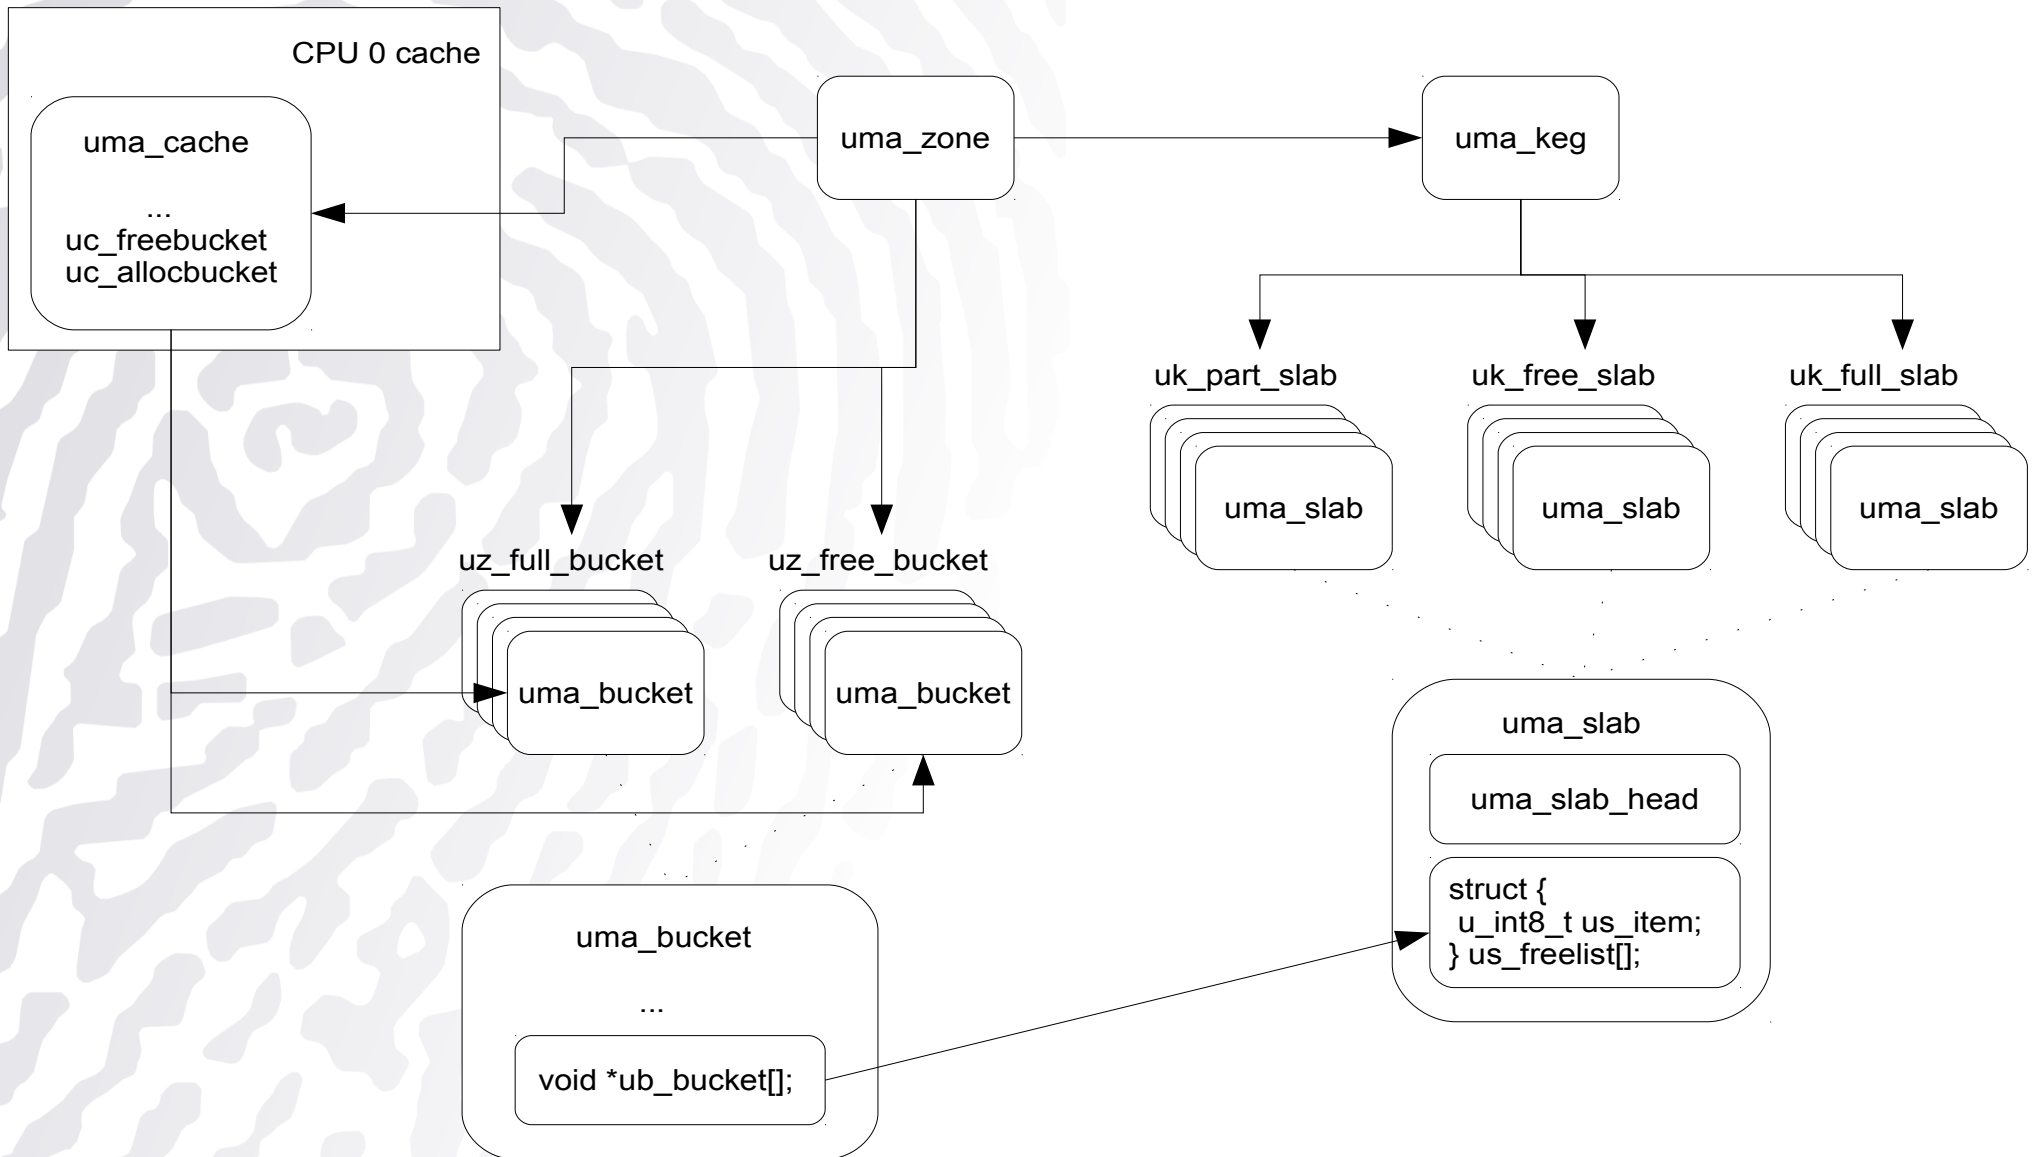 CPU 0 cache
uma_cache
...
uc_freebucket
uc_allocbucket
uma_zone
uma_keg
uk_part_slab
uk_free_slab
uk_full_slab
uma_slab
uma_slab
uma_slab
uz_full_bucket
uz_free_bucket
uma_bucket
uma_bucket
uma_slab
uma_slab_head
struct {
u_int8_t us_item;
} us_freelist[];
uma_bucket
...
void *ub_bucket[];